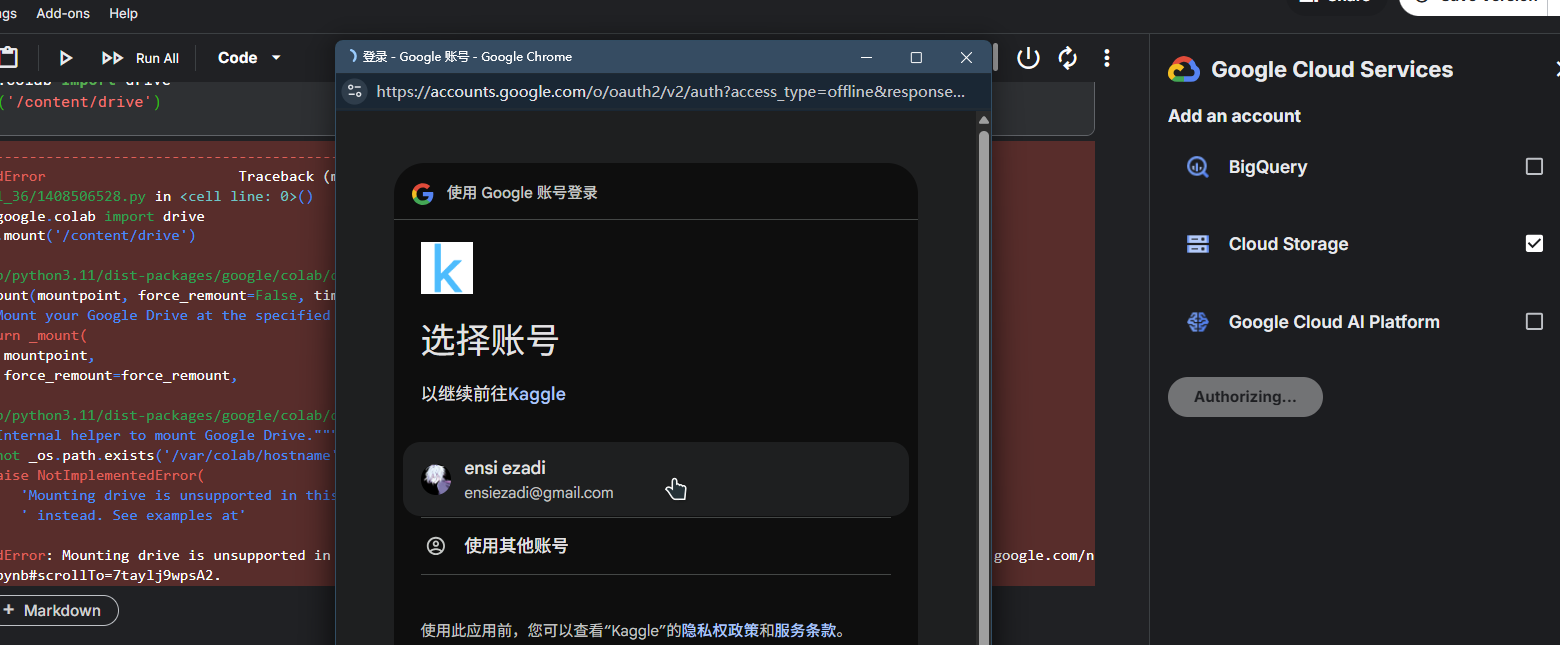 gs Add-ons Help
Share Save Version
Run All Code
.colab import drive
('/content/drive')
dError Traceback (m
l_36/1408506528.py in <cell line: 0>()
google.colab import drive
.mount('/content/drive')
b/python3.11/dist-packages/google/colab/d
ount(mountpoint, force_remount=False, tim
Mount your Google Drive at the specified
urn _mount(
mountpoint,
force_remount=force_remount,
b/python3.11/dist-packages/google/colab/d
Internal helper to mount Google Drive."""
not _os.path.exists('/var/colab/hostname'
aise NotImplementedError(
'Mounting drive is unsupported in this
' instead. See examples at'
dError: Mounting drive is unsupported in
google.com/n
pynb#scrollTo=7taylj9wpsA2.
+ Markdown
登录 - Google 账号 - Google Chrome
https://accounts.google.com/o/oauth2/v2/auth?access_type=offline&response...
使用 Google 账号登录
k
选择账号
以继续前往Kaggle
ensi ezadi
ensiezadi@gmail.com
使用其他账号
使用此应用前，您可以查看“Kaggle”的隐私权政策和服务条款。
Google Cloud Services
Add an account
BigQuery
Cloud Storage
Google Cloud AI Platform
Authorizing...